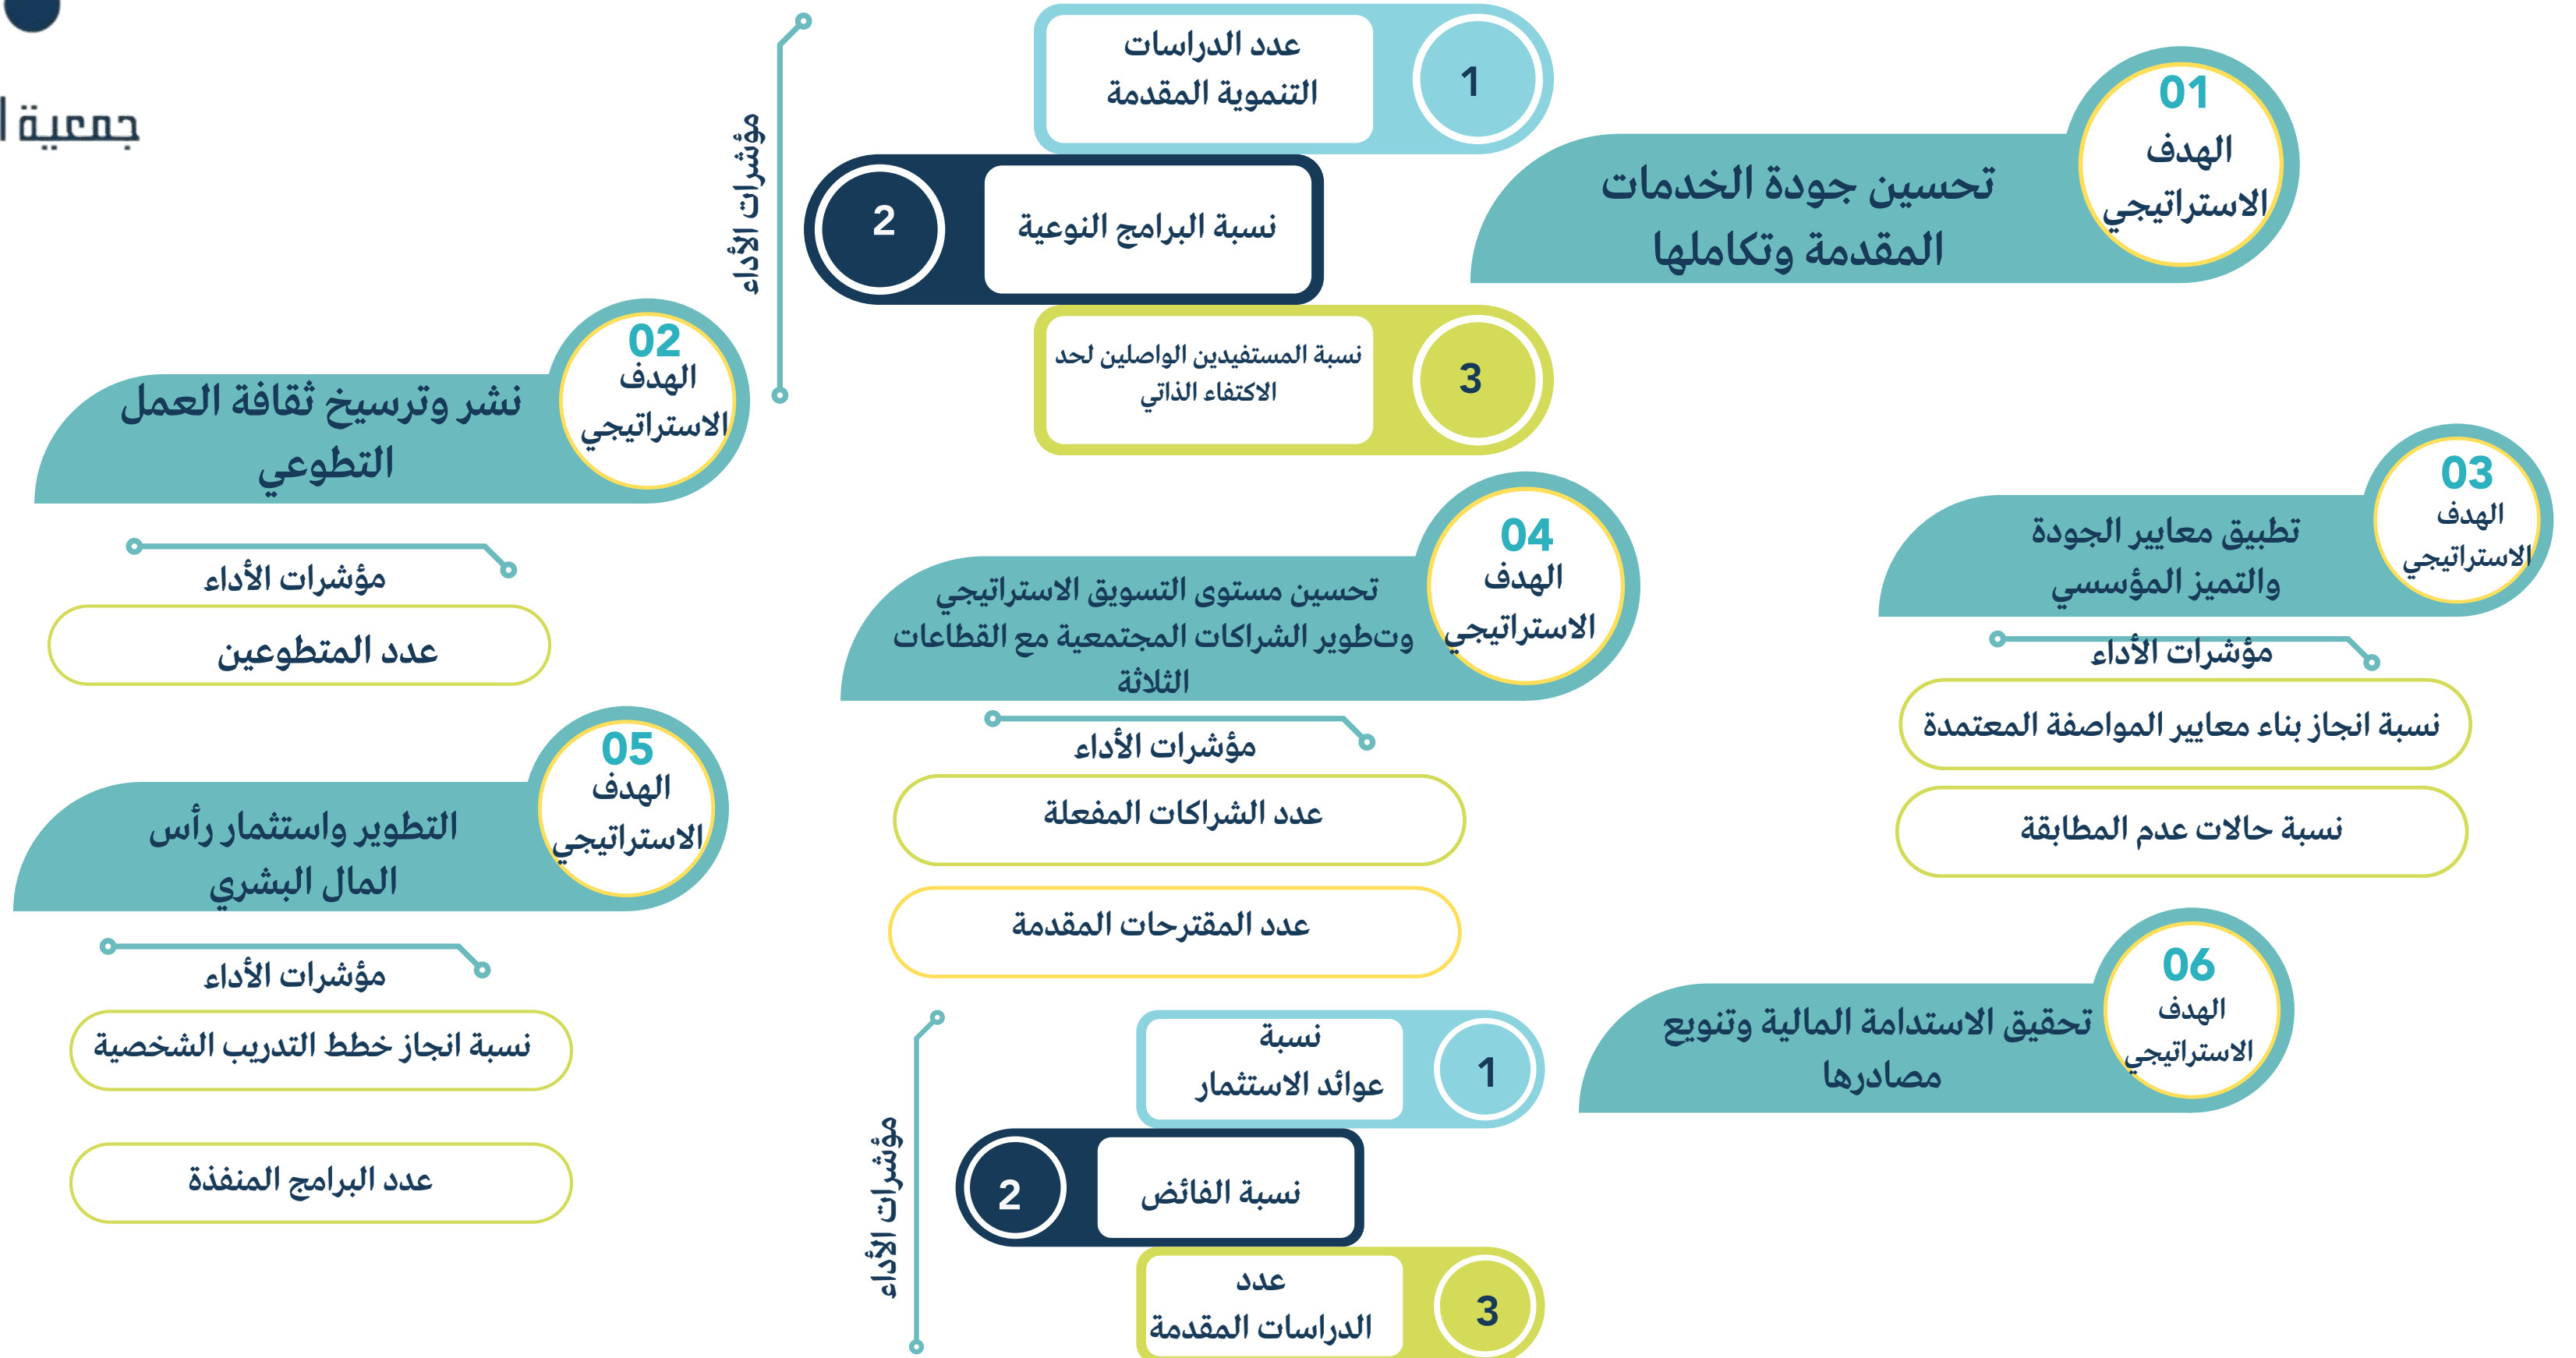 جمعية
01
الهدف
الاستراتيجي
تحسين جودة الخدمات
المقدمة وتكاملها
مؤشرات الأداء
1
عدد الدراسات
التنموية المقدمة
2
نسبة البرامج النوعية
3
نسبة المستفيدين الواصلين لحد
الاكتفاء الذاتي
02
الهدف
الاستراتيجي
نشر وترسيخ ثقافة العمل
التطوعي
مؤشرات الأداء
عدد المتطوعين
03
الهدف
الاستراتيجي
تطبيق معايير الجودة
والتميز المؤسسي
مؤشرات الأداء
نسبة انجاز بناء معايير المواصفة المعتمدة
نسبة حالات عدم المطابقة
04
الهدف
الاستراتيجي
تحسين مستوى التسويق الاستراتيجي
وتطوير الشراكات المجتمعية مع القطاعات
الثلاثة
مؤشرات الأداء
عدد الشراكات المفعلة
عدد المقترحات المقدمة
05
الهدف
الاستراتيجي
التطوير واستثمار رأس
المال البشري
مؤشرات الأداء
نسبة انجاز خطط التدريب الشخصية
عدد البرامج المنفذة
06
الهدف
الاستراتيجي
تحقيق الاستدامة المالية وتنويع
مصادرها
مؤشرات الأداء
1
نسبة
عوائد الاستثمار
2
نسبة الفائض
3
عدد
الدراسات المقدمة